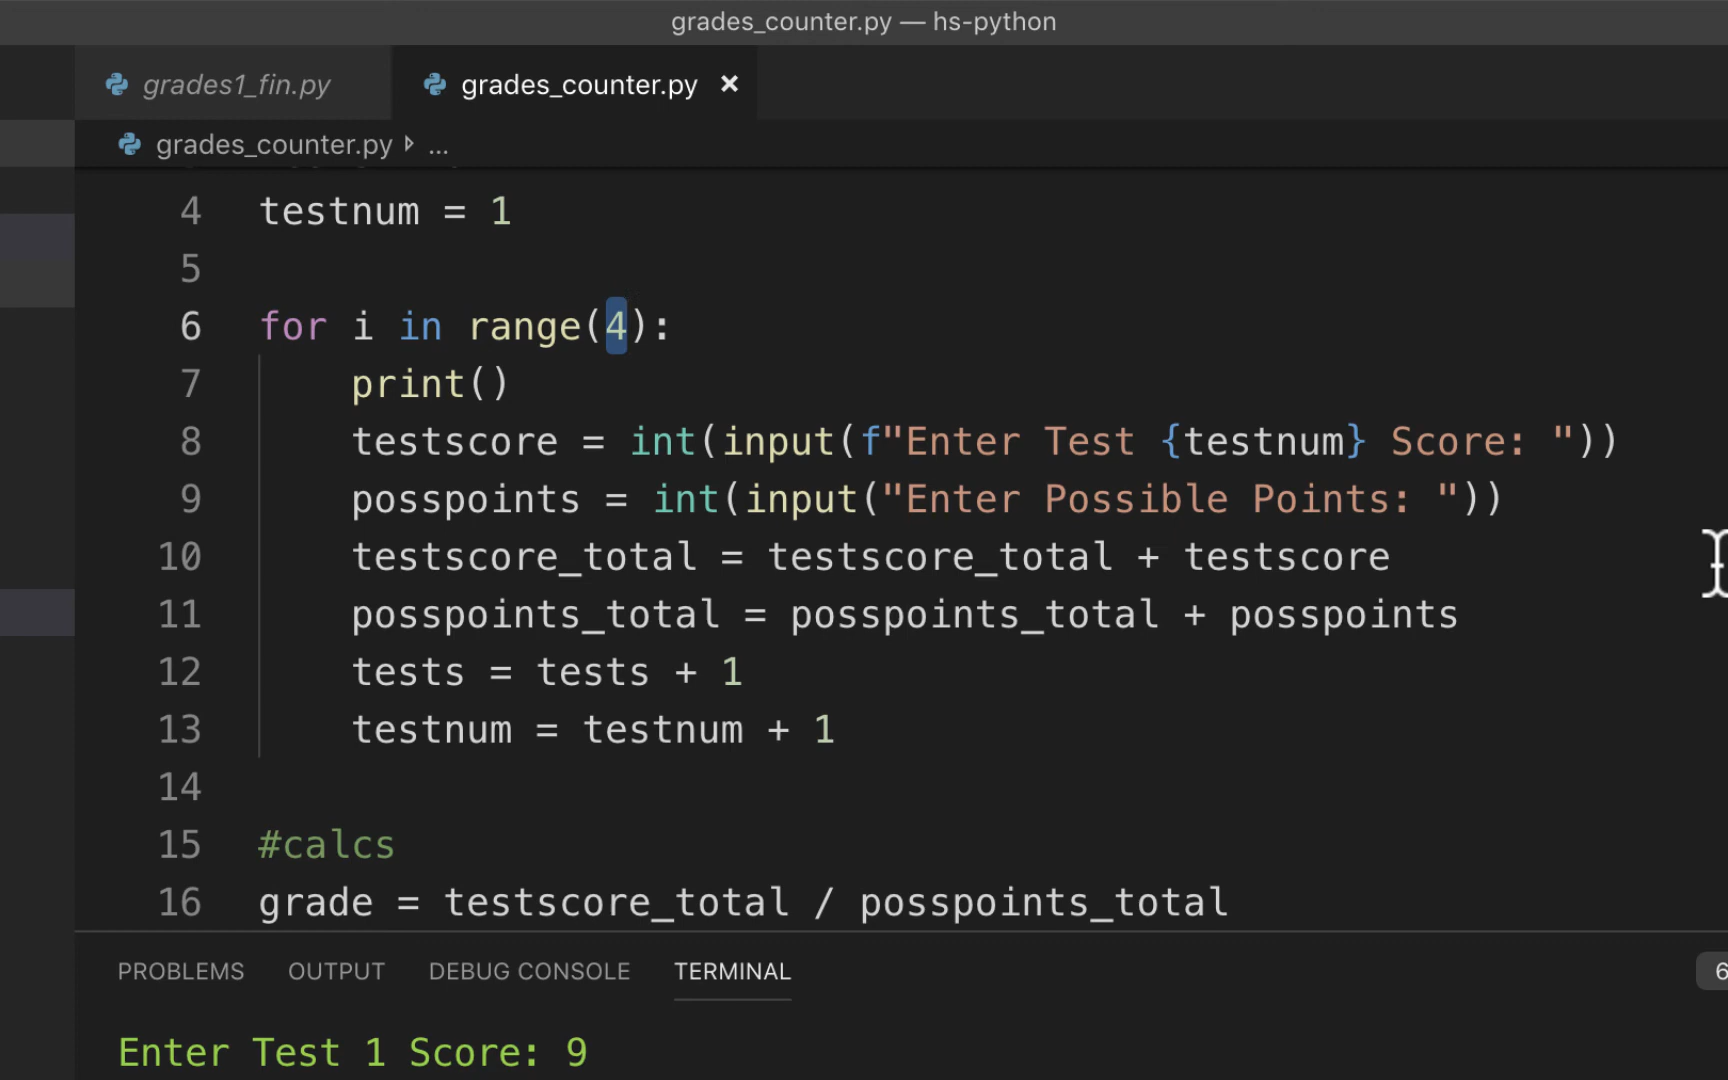 grades_counter.py — hs-python
grades1_fin.py grades_counter.py ×
grades_counter.py ...
4 testnum = 1
5
6 for i in range(4):
7 print()
8 testscore = int(input(f"Enter Test {testnum} Score: "))
9 posspoints = int(input("Enter Possible Points: "))
10 testscore_total = testscore_total + testscore
11 posspoints_total = posspoints_total + posspoints
12 tests = tests + 1
13 testnum = testnum + 1
14
15 #calcs
16 grade = testscore_total / posspoints_total
PROBLEMS OUTPUT DEBUG CONSOLE TERMINAL 6
Enter Test 1 Score: 9